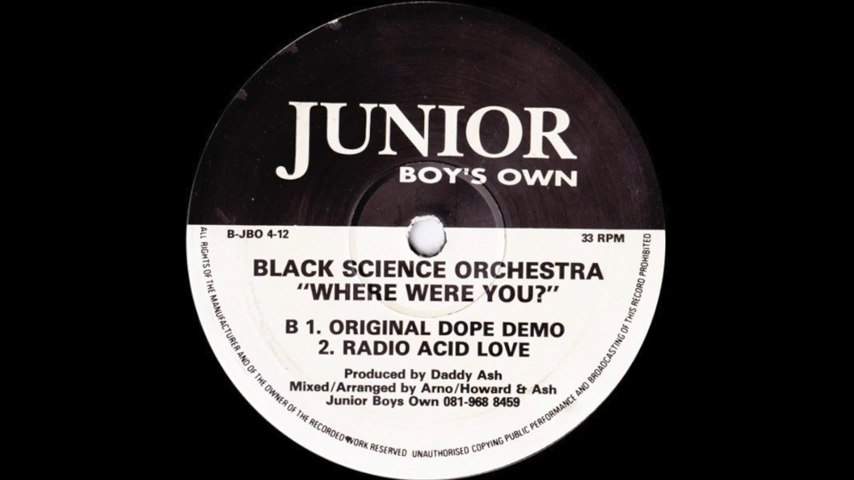 JUNIOR
BOY'S OWN
B-JBO 4-12
33 RPM
BLACK SCIENCE ORCHESTRA
"WHERE WERE YOU?"
B 1. ORIGINAL DOPE DEMO
2. RADIO ACID LOVE
Produced by Daddy Ash
Mixed/Arranged by Arno/Howard & Ash
Junior Boys Own 081-968 8459
ALL RIGHTS OF THE MANUFACTURER AND OF THE OWNER OF THE RECORDED WORK RESERVED UNAUTHORISED COPYING PUBLIC PERFORMANCE AND BROADCASTING OF THIS RECORD PROHIBITED